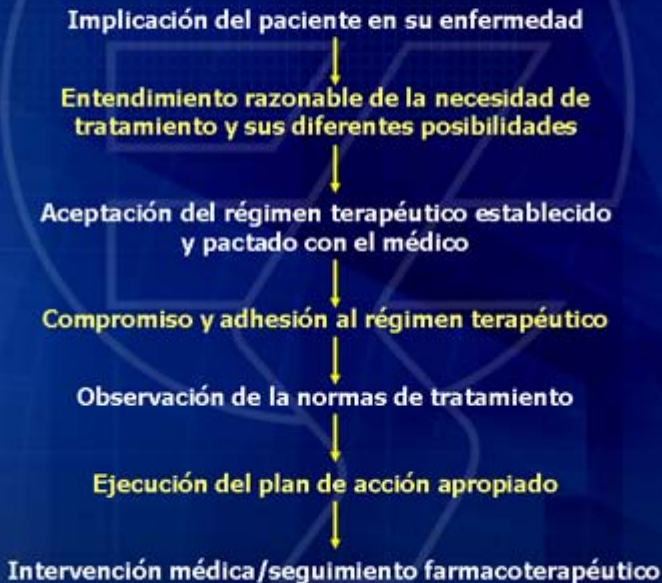 Implicación del paciente en su enfermedad
Entendimiento razonable de la necesidad de
tratamiento y sus diferentes posibilidades
Aceptación del régimen terapéutico establecido
y pactado con el médico
Compromiso y adhesión al régimen terapéutico
Observación de la normas de tratamiento
Ejecución del plan de acción apropiado
Intervención médica/seguimiento farmacoterapéutico